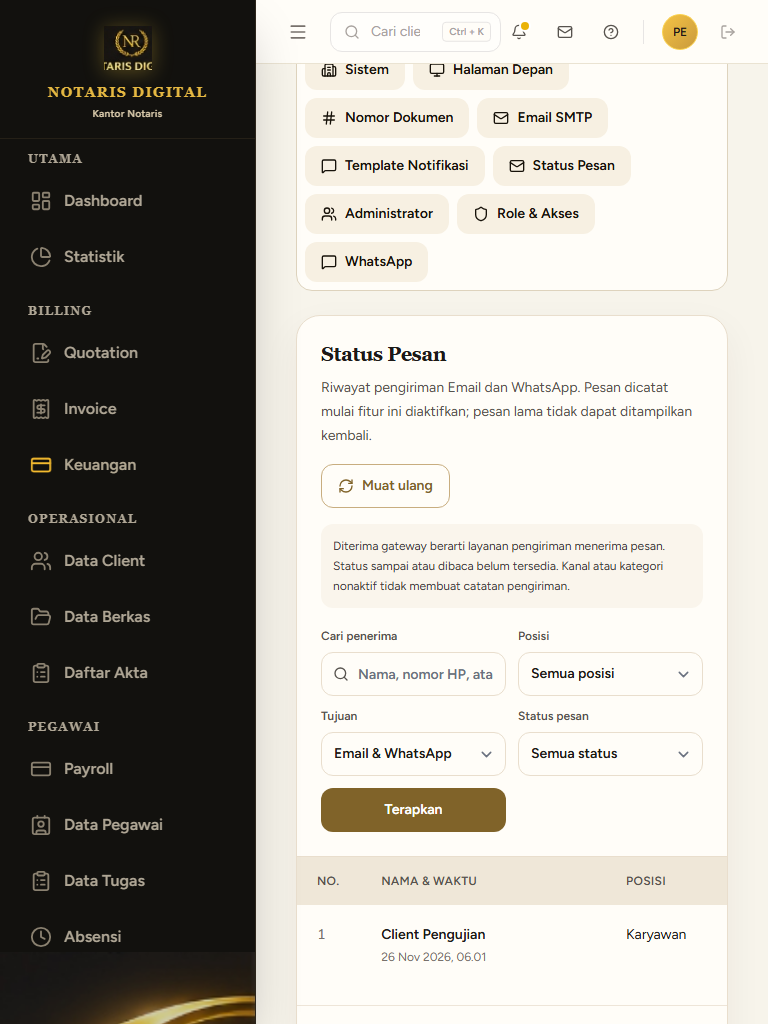 NR
TARIS DIG
NOTARIS DIGITAL
Kantor Notaris
UTAMA
Dashboard
Statistik
BILLING
Quotation
Invoice
Keuangan
OPERASIONAL
Data Client
Data Berkas
Daftar Akta
PEGAWAI
Payroll
Data Pegawai
Data Tugas
Absensi
Cari clie
Ctrl + K
PE
Sistem
Halaman Depan
Nomor Dokumen
Email SMTP
Template Notifikasi
Status Pesan
Administrator
Role & Akses
WhatsApp
Status Pesan
Riwayat pengiriman Email dan WhatsApp. Pesan dicatat
mulai fitur ini diaktifkan; pesan lama tidak dapat ditampilkan
kembali.
Muat ulang
Diterima gateway berarti layanan pengiriman menerima pesan.
Status sampai atau dibaca belum tersedia. Kanal atau kategori
nonaktif tidak membuat catatan pengiriman.
Cari penerima
Posisi
Nama, nomor HP, ata
Semua posisi
Tujuan
Status pesan
Email & WhatsApp
Semua status
Terapkan
NO.
NAMA & WAKTU
POSISI
1
Client Pengujian
Karyawan
26 Nov 2026, 06.01